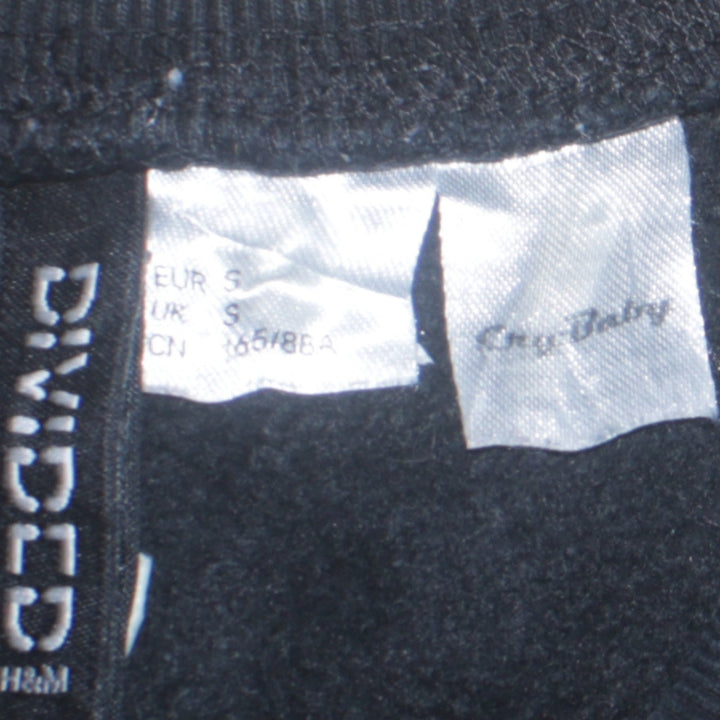 DIVIDED
H&M
EUR S
UK S
CN 165/88A
Cry-Baby